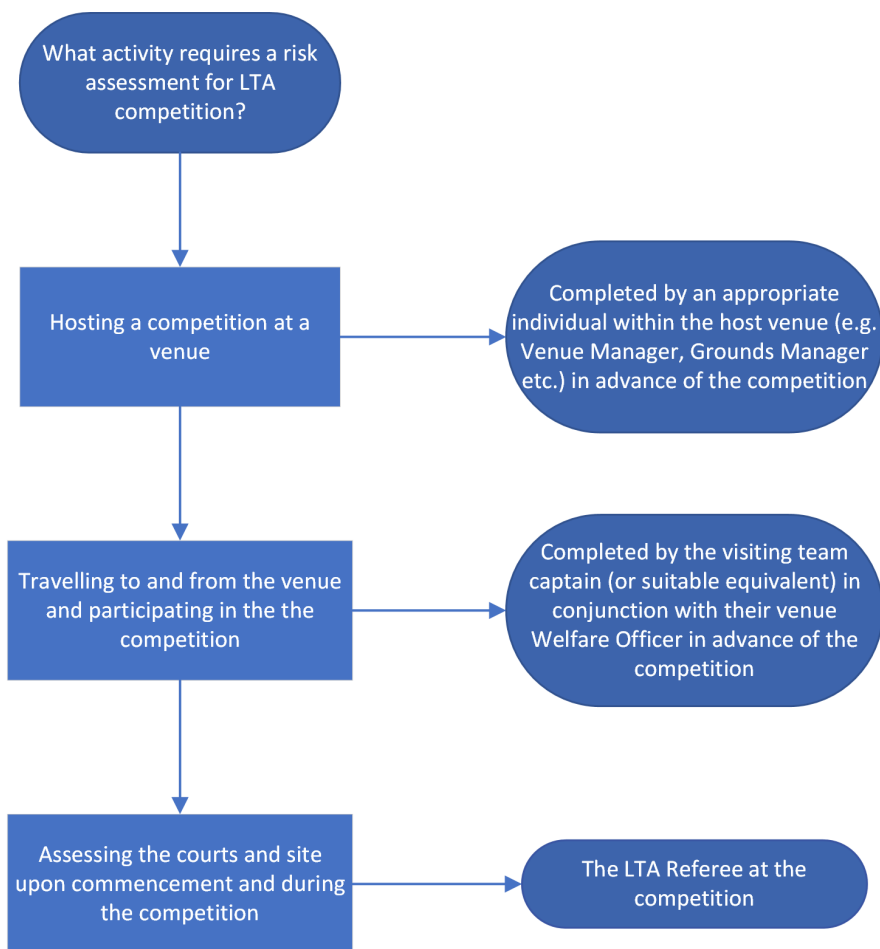 What activity requires a risk
assessment for LTA
competition?
Hosting a competition at a
venue
Completed by an appropriate
individual within the host venue (e.g.
Venue Manager, Grounds Manager
etc.) in advance of the competition
Travelling to and from the venue
and participating in the the
competition
Completed by the visiting team
captain (or suitable equivalent) in
conjunction with their venue
Welfare Officer in advance of the
competition
Assessing the courts and site
upon commencement and during
the competition
The LTA Referee at the
competition